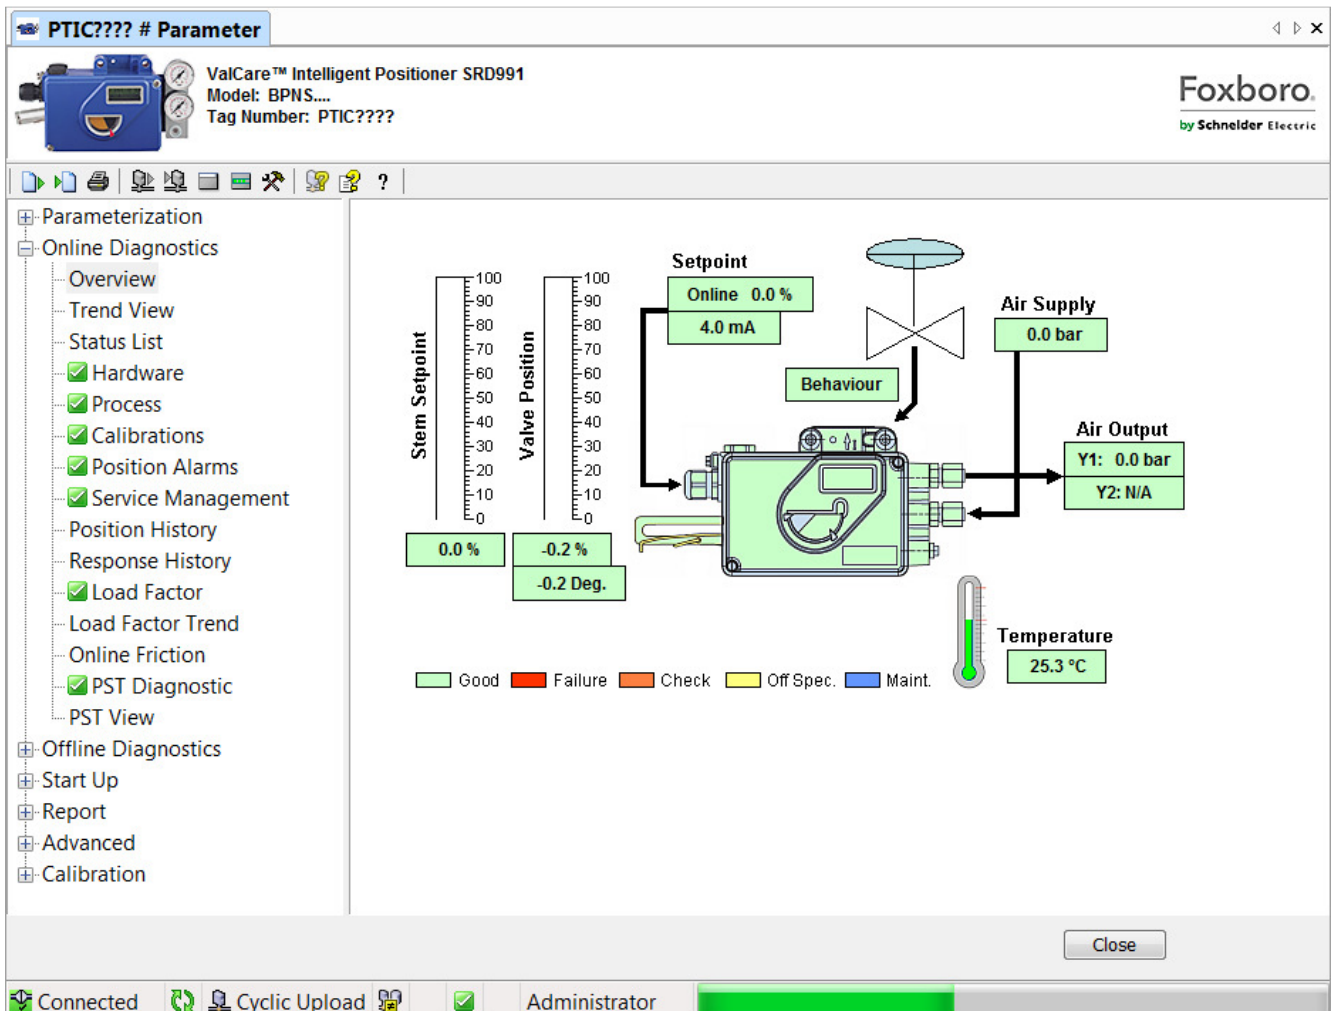 PTIC???? # Parameter
ValCare™ Intelligent Positioner SRD991
Model: BPNS....
Tag Number: PTIC????
Foxboro.
by Schneider Electric
?
Parameterization
Online Diagnostics
Overview
Trend View
Status List
Hardware
Process
Calibrations
Position Alarms
Service Management
Position History
Response History
Load Factor
Load Factor Trend
Online Friction
PST Diagnostic
PST View
Offline Diagnostics
Start Up
Report
Advanced
Calibration
Stem Setpoint
100
90
80
70
60
50
40
30
20
10
0
0.0 %
Valve Position
100
90
80
70
60
50
40
30
20
10
0
-0.2 %
-0.2 Deg.
Setpoint
Online 0.0 %
4.0 mA
Behaviour
Air Supply
0.0 bar
Air Output
Y1: 0.0 bar
Y2: N/A
Temperature
25.3 °C
Good Failure Check Off Spec. Maint.
Close
Connected Cyclic Upload Administrator